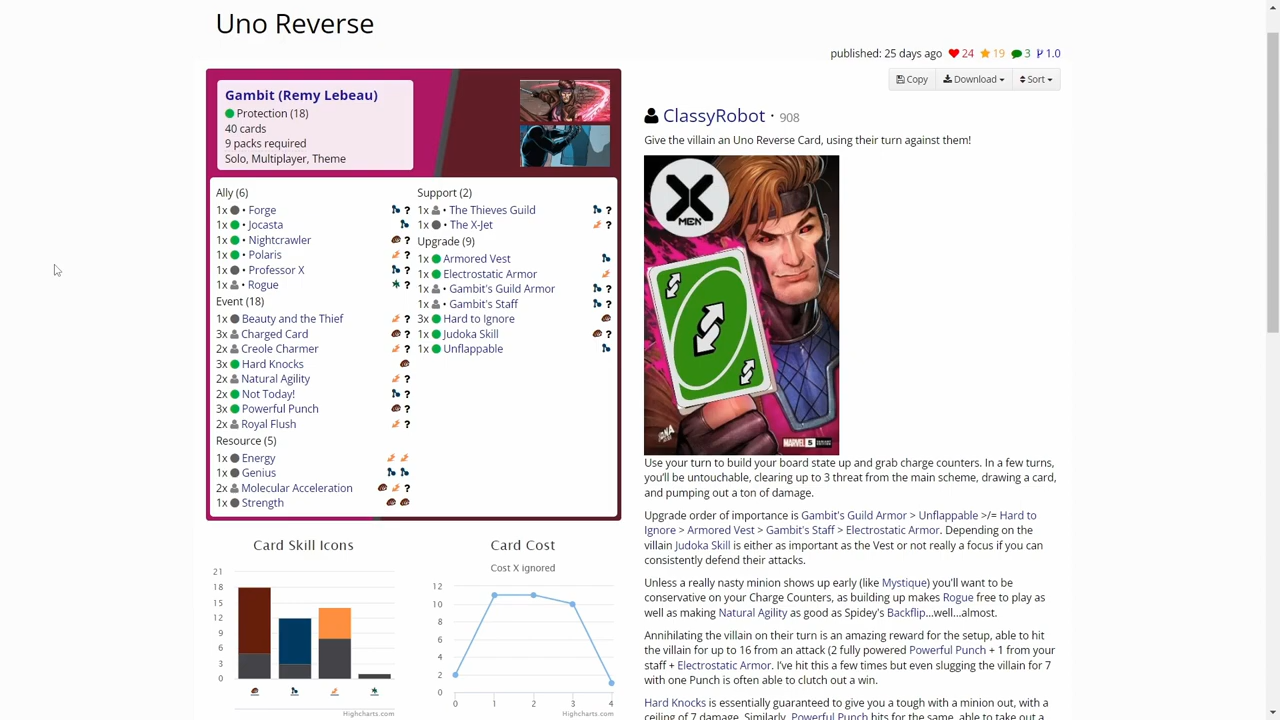 Uno Reverse
published: 25 days ago 24 19 3 1.0
Copy Download Sort
Gambit (Remy Lebeau)
Protection (18)
40 cards
9 packs required
Solo, Multiplayer, Theme
Ally (6)
1x • Forge ?
1x • Jocasta
1x • Nightcrawler ?
1x • Polaris ?
1x • Professor X ?
1x • Rogue ?
Event (18)
1x Beauty and the Thief ?
3x Charged Card ?
2x Creole Charmer ?
3x Hard Knocks
2x Natural Agility ?
2x Not Today! ?
3x Powerful Punch ?
2x Royal Flush ?
Resource (5)
1x Energy
1x Genius
2x Molecular Acceleration ?
1x Strength
Support (2)
1x • The Thieves Guild ?
1x • The X-Jet ?
Upgrade (9)
1x Armored Vest
1x Electrostatic Armor
1x • Gambit's Guild Armor ?
1x • Gambit's Staff ?
3x Hard to Ignore
1x Judoka Skill ?
1x Unflappable
Card Skill Icons
21
18
15
12
9
6
3
0
Highcharts.com
Card Cost
Cost X ignored
12
10
8
6
4
2
0
0 1 2 3 4
Highcharts.com
ClassyRobot · 908
Give the villain an Uno Reverse Card, using their turn against them!
X
MEN
MARVEL 5
Use your turn to build your board state up and grab charge counters. In a few turns,
you'll be untouchable, clearing up to 3 threat from the main scheme, drawing a card,
and pumping out a ton of damage.
Upgrade order of importance is Gambit's Guild Armor > Unflappable >/= Hard to
Ignore > Armored Vest > Gambit's Staff > Electrostatic Armor. Depending on the
villain Judoka Skill is either as important as the Vest or not really a focus if you can
consistently defend their attacks.
Unless a really nasty minion shows up early (like Mystique) you'll want to be
conservative on your Charge Counters, as building up makes Rogue free to play as
well as making Natural Agility as good as Spidey's Backflip...well...almost.
Annihilating the villain on their turn is an amazing reward for the setup, able to hit
the villain for up to 16 from an attack (2 fully powered Powerful Punch + 1 from your
staff + Electrostatic Armor. I've hit this a few times but even slugging the villain for 7
with one Punch is often able to clutch out a win.
Hard Knocks is essentially guaranteed to give you a tough with a minion out, with a
ceiling of 7 damage. Similarly, Powerful Punch hits for the same, able to take out a